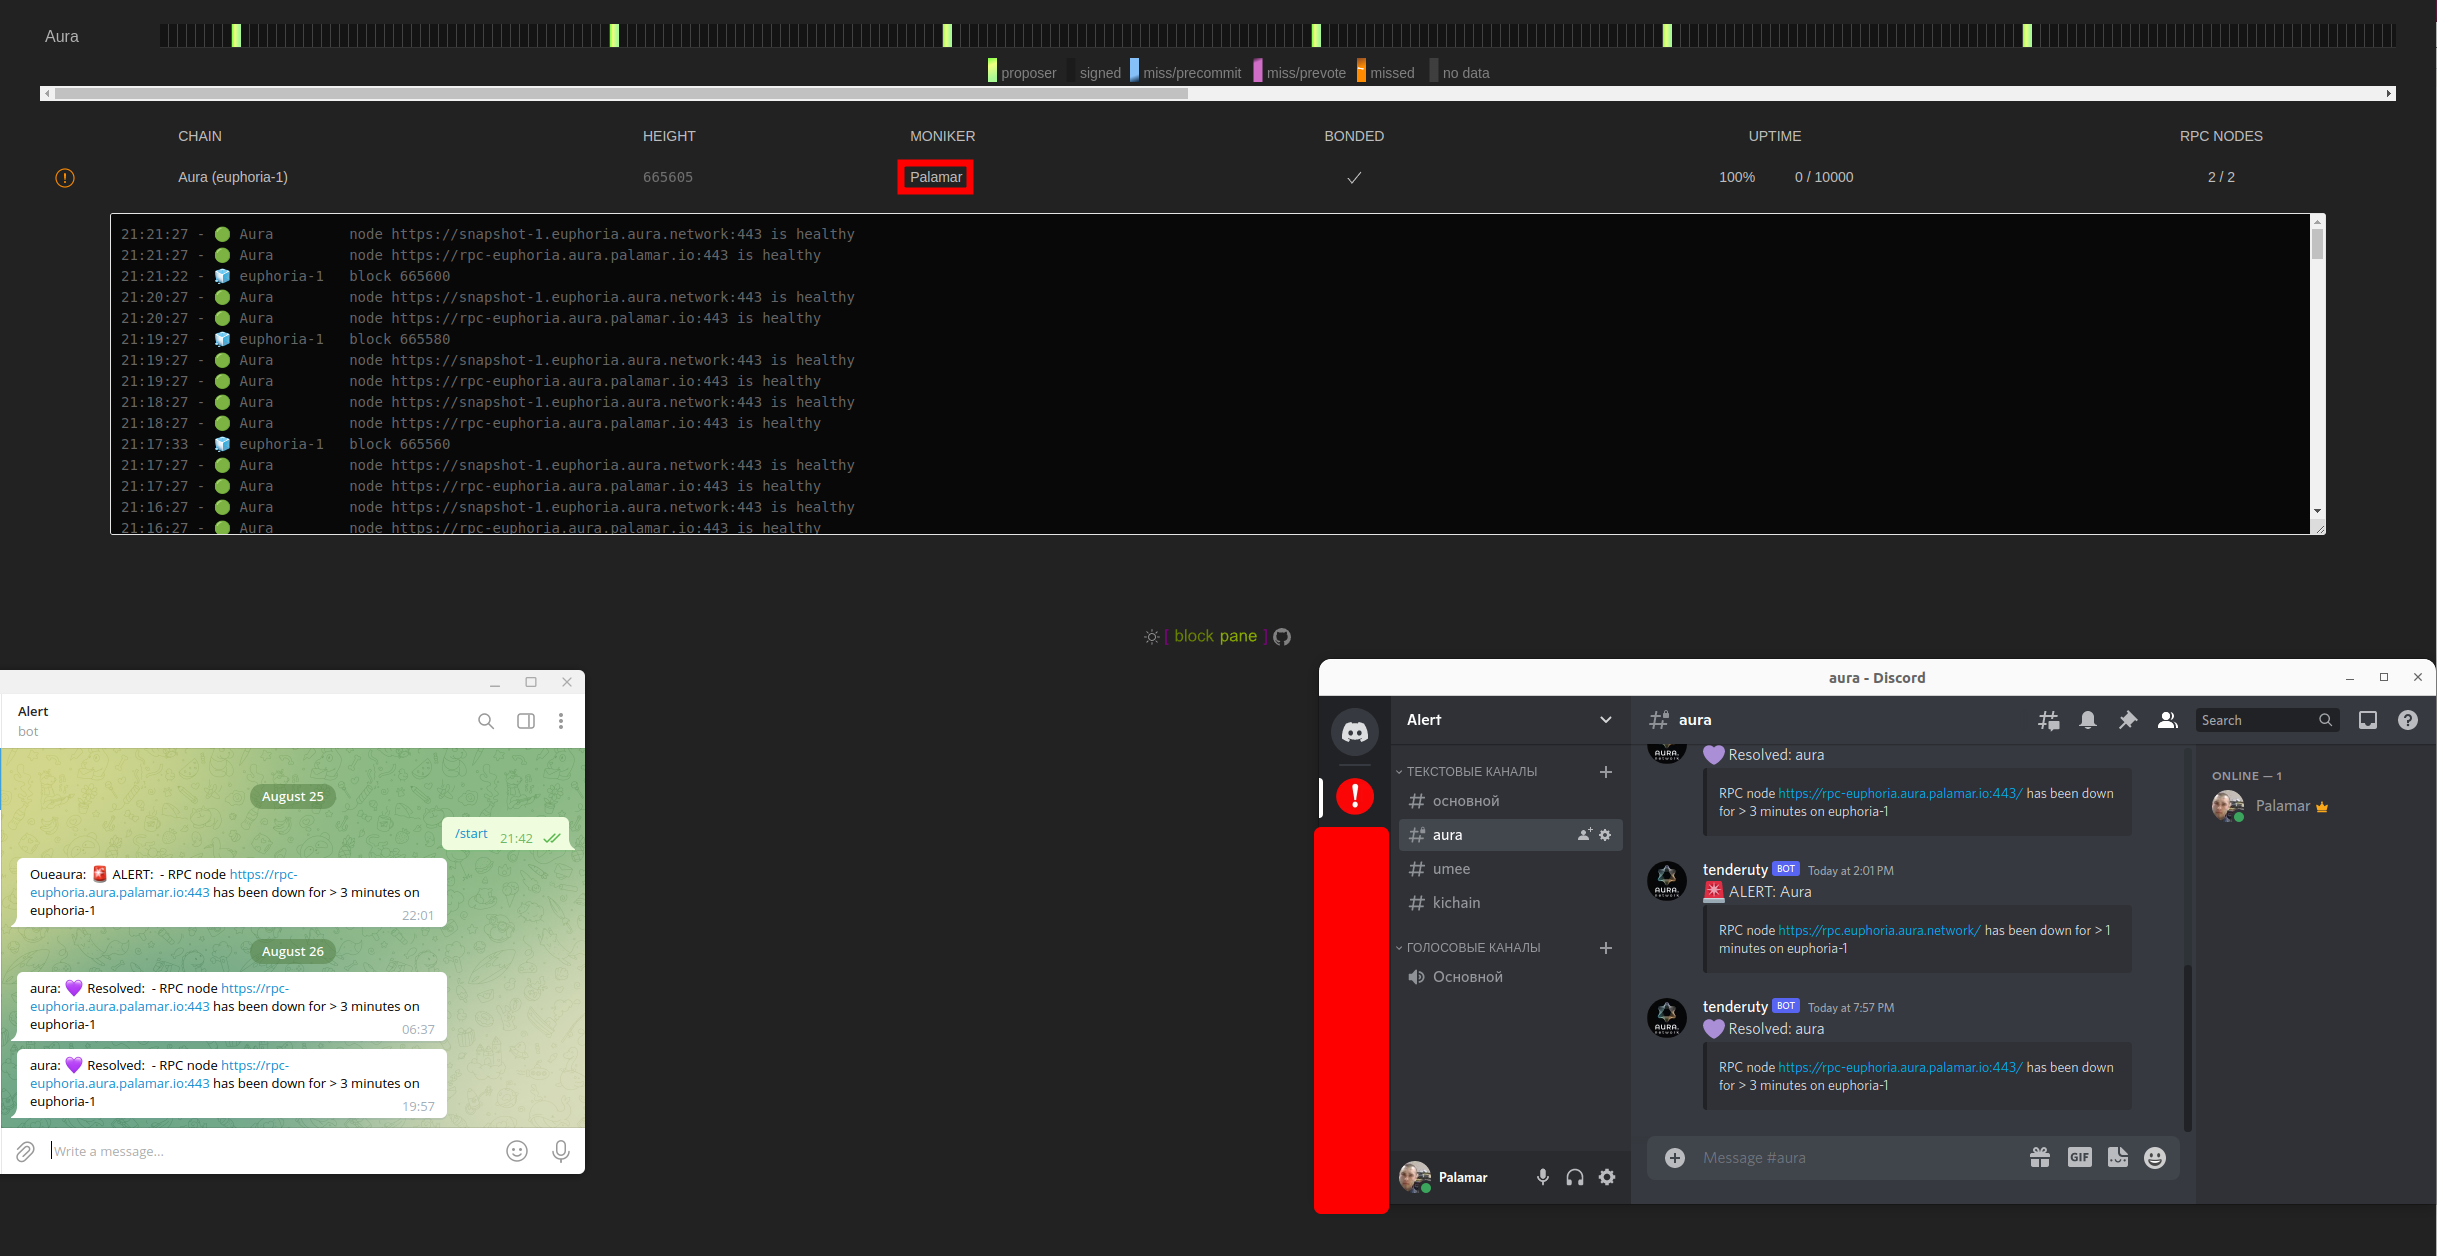 Aura
proposer signed miss/precommit miss/prevote missed no data
CHAIN HEIGHT MONIKER BONDED UPTIME RPC NODES
Aura (euphoria-1) 665605 Palamar 100% 0 / 10000 2 / 2
21:21:27 - Aura node https://snapshot-1.euphoria.aura.network:443 is healthy
21:21:27 - Aura node https://rpc-euphoria.aura.palamar.io:443 is healthy
21:21:22 - euphoria-1 block 665600
21:20:27 - Aura node https://snapshot-1.euphoria.aura.network:443 is healthy
21:20:27 - Aura node https://rpc-euphoria.aura.palamar.io:443 is healthy
21:19:27 - euphoria-1 block 665580
21:19:27 - Aura node https://snapshot-1.euphoria.aura.network:443 is healthy
21:19:27 - Aura node https://rpc-euphoria.aura.palamar.io:443 is healthy
21:18:27 - Aura node https://snapshot-1.euphoria.aura.network:443 is healthy
21:18:27 - Aura node https://rpc-euphoria.aura.palamar.io:443 is healthy
21:17:33 - euphoria-1 block 665560
21:17:27 - Aura node https://snapshot-1.euphoria.aura.network:443 is healthy
21:17:27 - Aura node https://rpc-euphoria.aura.palamar.io:443 is healthy
21:16:27 - Aura node https://snapshot-1.euphoria.aura.network:443 is healthy
21:16:27 - Aura node https://rpc-euphoria.aura.palamar.io:443 is healthy
[ block pane ]
Alert
bot
August 25
/start 21:42
Oueaura: 🚨 ALERT: - RPC node https://rpc-
euphoria.aura.palamar.io:443 has been down for > 3 minutes on
euphoria-1 22:01
August 26
aura: 💜 Resolved: - RPC node https://rpc-
euphoria.aura.palamar.io:443 has been down for > 3 minutes on
euphoria-1 06:37
aura: 💜 Resolved: - RPC node https://rpc-
euphoria.aura.palamar.io:443 has been down for > 3 minutes on
euphoria-1 19:57
Write a message...
aura - Discord
Alert
ТЕКСТОВЫЕ КАНАЛЫ
основной
aura
umee
kichain
ГОЛОСОВЫЕ КАНАЛЫ
Основной
Palamar
aura
Search
AURA.
💜 Resolved: aura
RPC node https://rpc-euphoria.aura.palamar.io:443/ has been down
for > 3 minutes on euphoria-1
AURA.
tenderuty BOT Today at 2:01 PM
🚨 ALERT: Aura
RPC node https://rpc.euphoria.aura.network/ has been down for > 1
minutes on euphoria-1
AURA.
tenderuty BOT Today at 7:57 PM
💜 Resolved: aura
RPC node https://rpc-euphoria.aura.palamar.io:443/ has been down
for > 3 minutes on euphoria-1
Message #aura
GIF
ONLINE — 1
Palamar